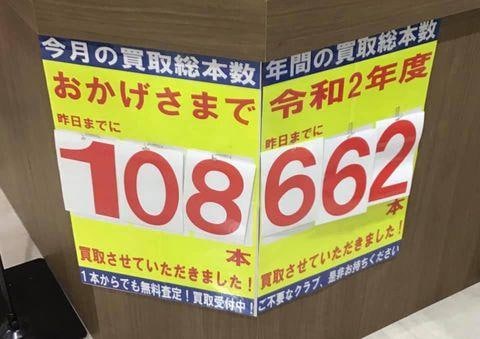 今月の買取総本数
おかげさまで
昨日までに
108
本
買取させていただきました！
1本からでも無料査定！買取受付中！
年間の買取総本数
令和2年度
昨日までに
662
本
買取させていただきました！
ご不要なクラブ、是非お持ちください